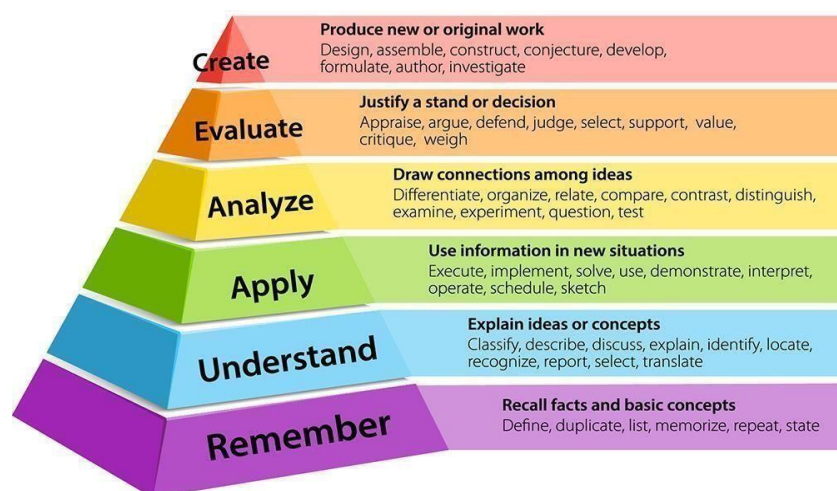 Create
Produce new or original work
Design, assemble, construct, conjecture, develop,
formulate, author, investigate
Evaluate
Justify a stand or decision
Appraise, argue, defend, judge, select, support, value,
critique, weigh
Analyze
Draw connections among ideas
Differentiate, organize, relate, compare, contrast, distinguish,
examine, experiment, question, test
Apply
Use information in new situations
Execute, implement, solve, use, demonstrate, interpret,
operate, schedule, sketch
Understand
Explain ideas or concepts
Classify, describe, discuss, explain, identify, locate,
recognize, report, select, translate
Remember
Recall facts and basic concepts
Define, duplicate, list, memorize, repeat, state